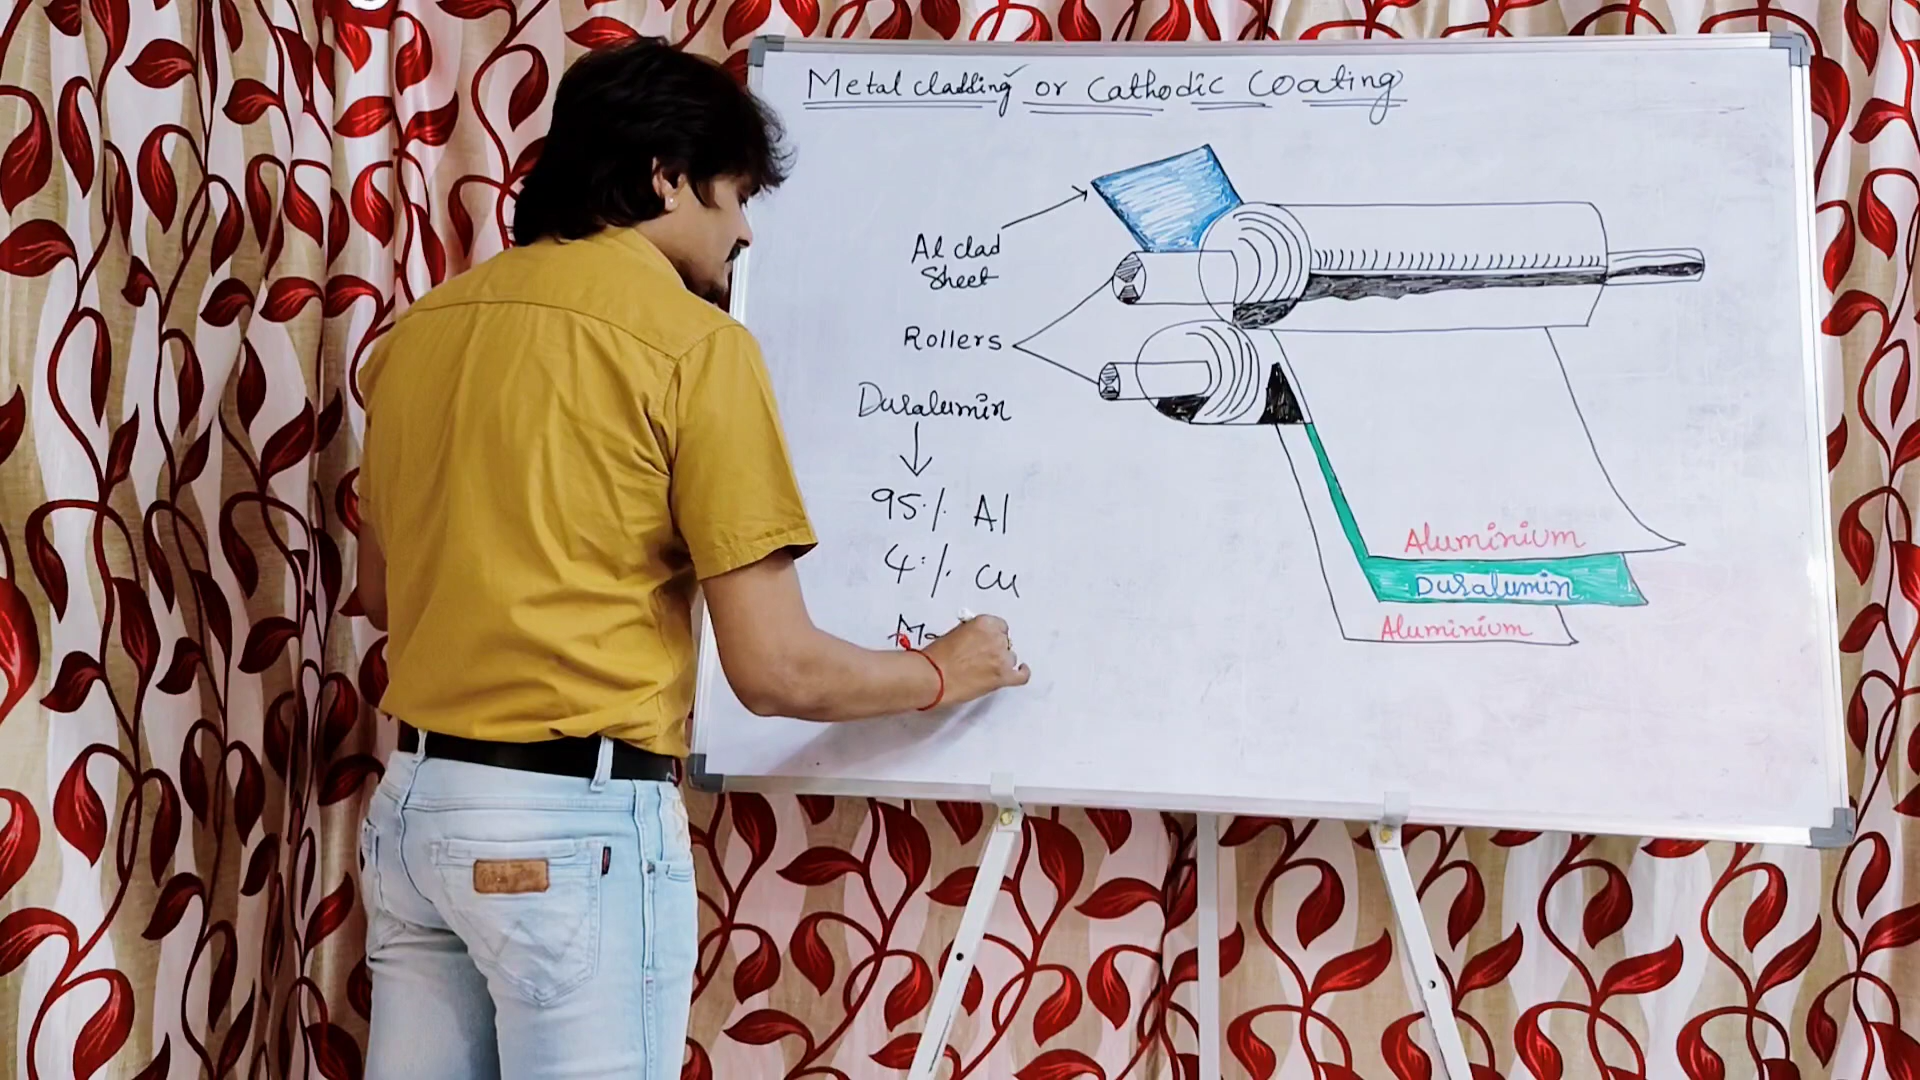 Metal cladding or Cathodic Coating
Al clad
Sheet
Rollers
Duralumin
95% Al
4% Cu
Aluminium
Duralumin
Aluminium